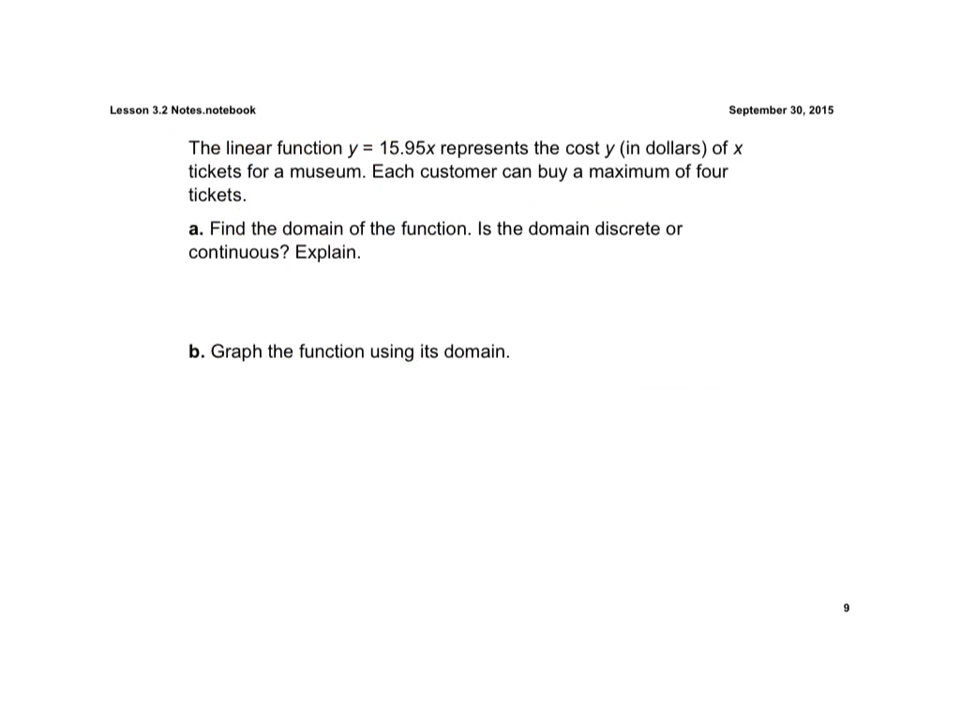 Lesson 3.2 Notes.notebook
September 30, 2015
The linear function y = 15.95x represents the cost y (in dollars) of x
tickets for a museum. Each customer can buy a maximum of four
tickets.
a. Find the domain of the function. Is the domain discrete or
continuous? Explain.
b. Graph the function using its domain.
9